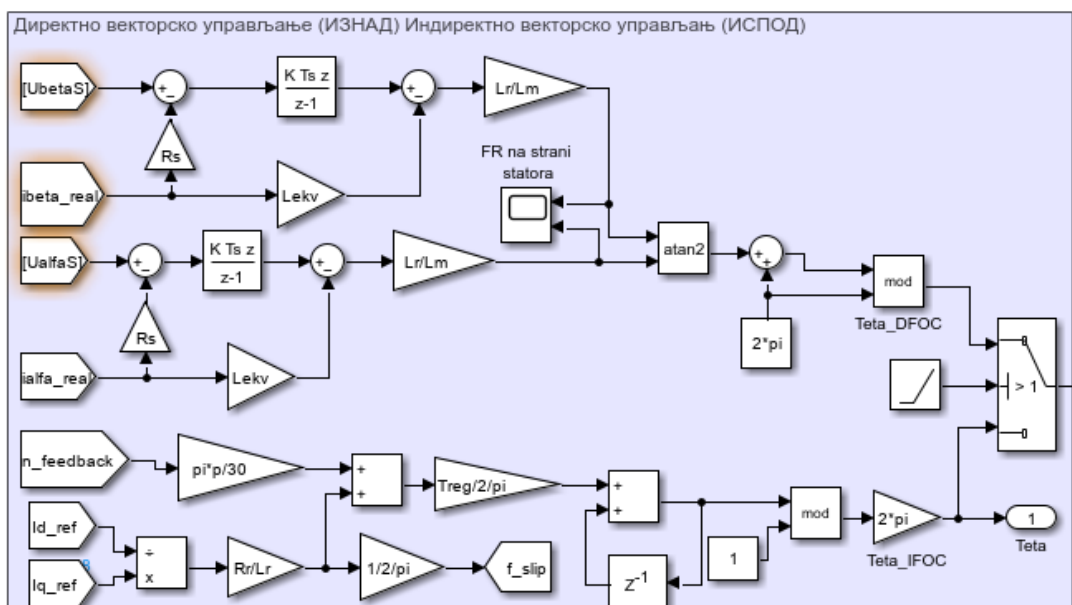 Директно векторско управљање (ИЗНАД) Индиректно векторско управљањ (ИСПОД)
[UbetaS]
+
_
K Ts z
z-1
+
_
Lr/Lm
Rs
FR na strani
statora
ibeta_real
Lekv
[UalfaS]
+
_
K Ts z
z-1
+
_
Lr/Lm
atan2
+
+
mod
Teta_DFOC
Rs
2*pi
ialfa_real
Lekv
> 1
n_feedback
pi*p/30
+
+
Treg/2/pi
+
+
mod
2*pi
1
Teta
Id_ref
÷
x
Rr/Lr
1/2/pi
f_slip
1
Teta_IFOC
Iq_ref
Z-1